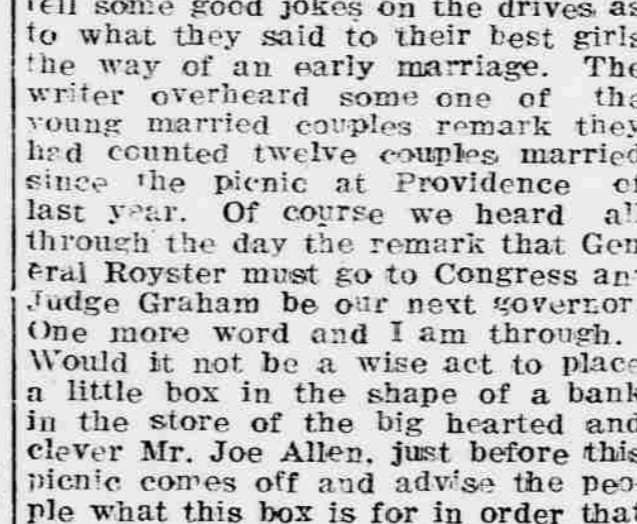 tell some good jokes on the drives as
to what they said to their best girls
the way of an early marriage. The
writer overheard some one of the
young married couples remark they
had counted twelve couples married
since the picnic at Providence of
last year. Of course we heard all
through the day the remark that Gen
eral Royster must go to Congress and
Judge Graham be our next governor
One more word and I am through.
Would it not be a wise act to place
a little box in the shape of a bank
in the store of the big hearted and
clever Mr. Joe Allen, just before this
picnic comes off and advise the peo-
ple what this box is for in order that